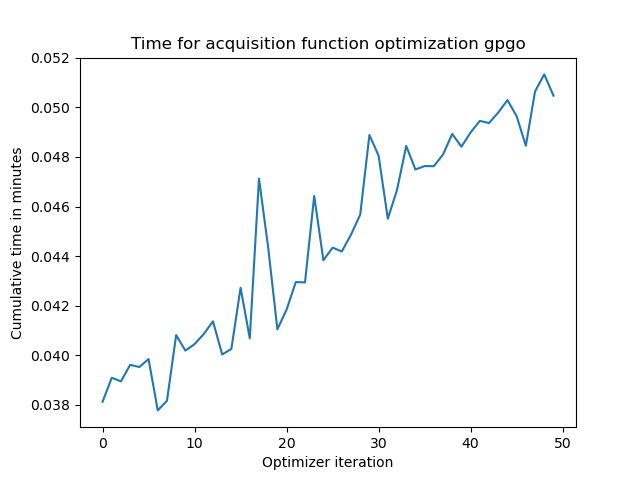 Time for acquisition function optimization gpgo
0.052
0.050
0.048
0.046
0.044
0.042
0.040
0.038
Cumulative time in minutes
0 10 20 30 40 50
Optimizer iteration